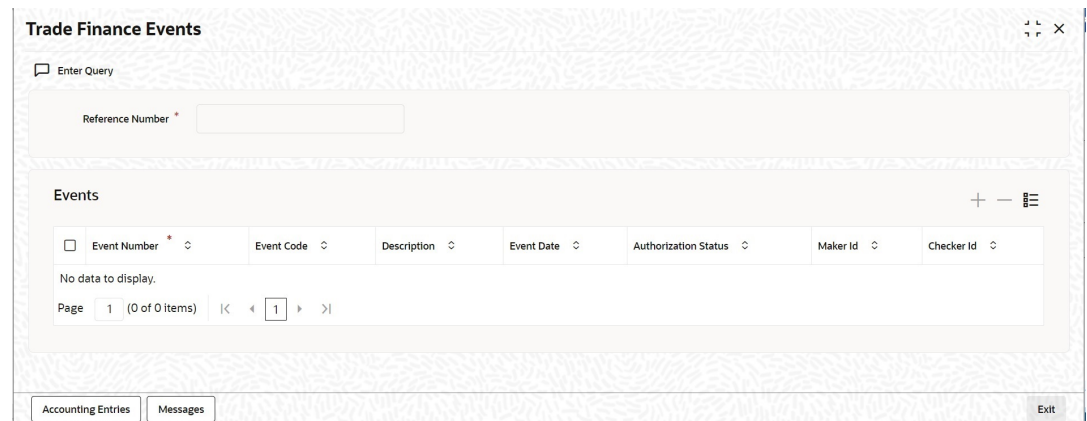 Trade Finance Events
Enter Query
Reference Number *
Events
Event Number * Event Code Description Event Date Authorization Status Maker Id Checker Id
No data to display.
Page 1 (0 of 0 items) 1
Accounting Entries Messages Exit